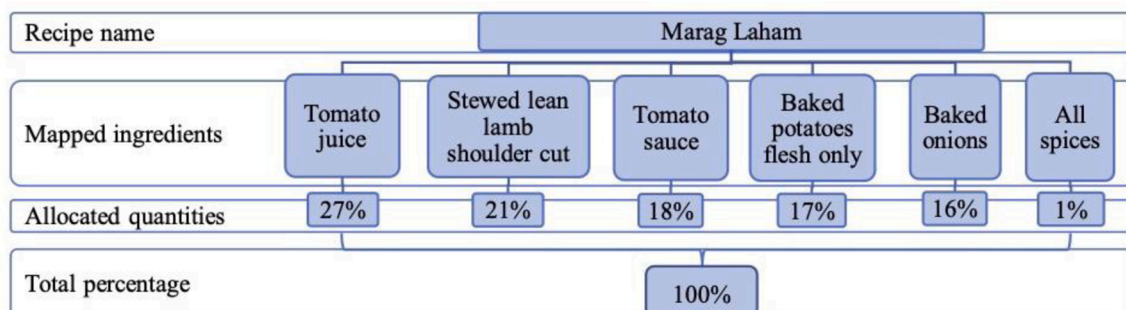 Recipe name
Marag Laham
Mapped ingredients
Tomato
juice
Stewed lean
lamb
shoulder cut
Tomato
sauce
Baked
potatoes
flesh only
Baked
onions
All
spices
Allocated quantities
27%
21%
18%
17%
16%
1%
Total percentage
100%